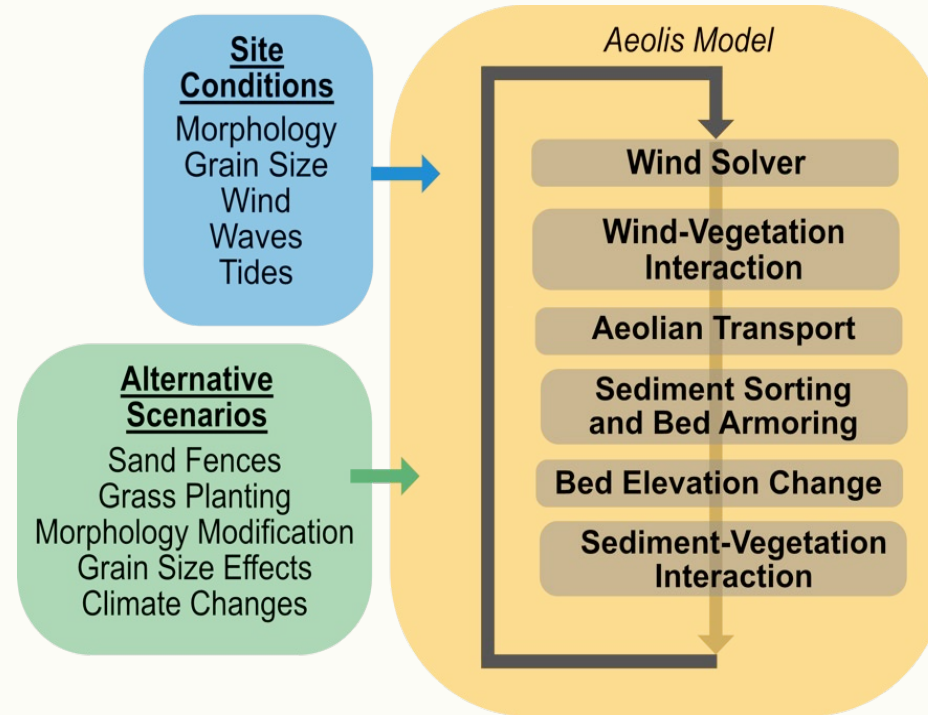 Site
Conditions
Morphology
Grain Size
Wind
Waves
Tides
Alternative
Scenarios
Sand Fences
Grass Planting
Morphology Modification
Grain Size Effects
Climate Changes
Aeolis Model
Wind Solver
Wind-Vegetation
Interaction
Aeolian Transport
Sediment Sorting
and Bed Armoring
Bed Elevation Change
Sediment-Vegetation
Interaction